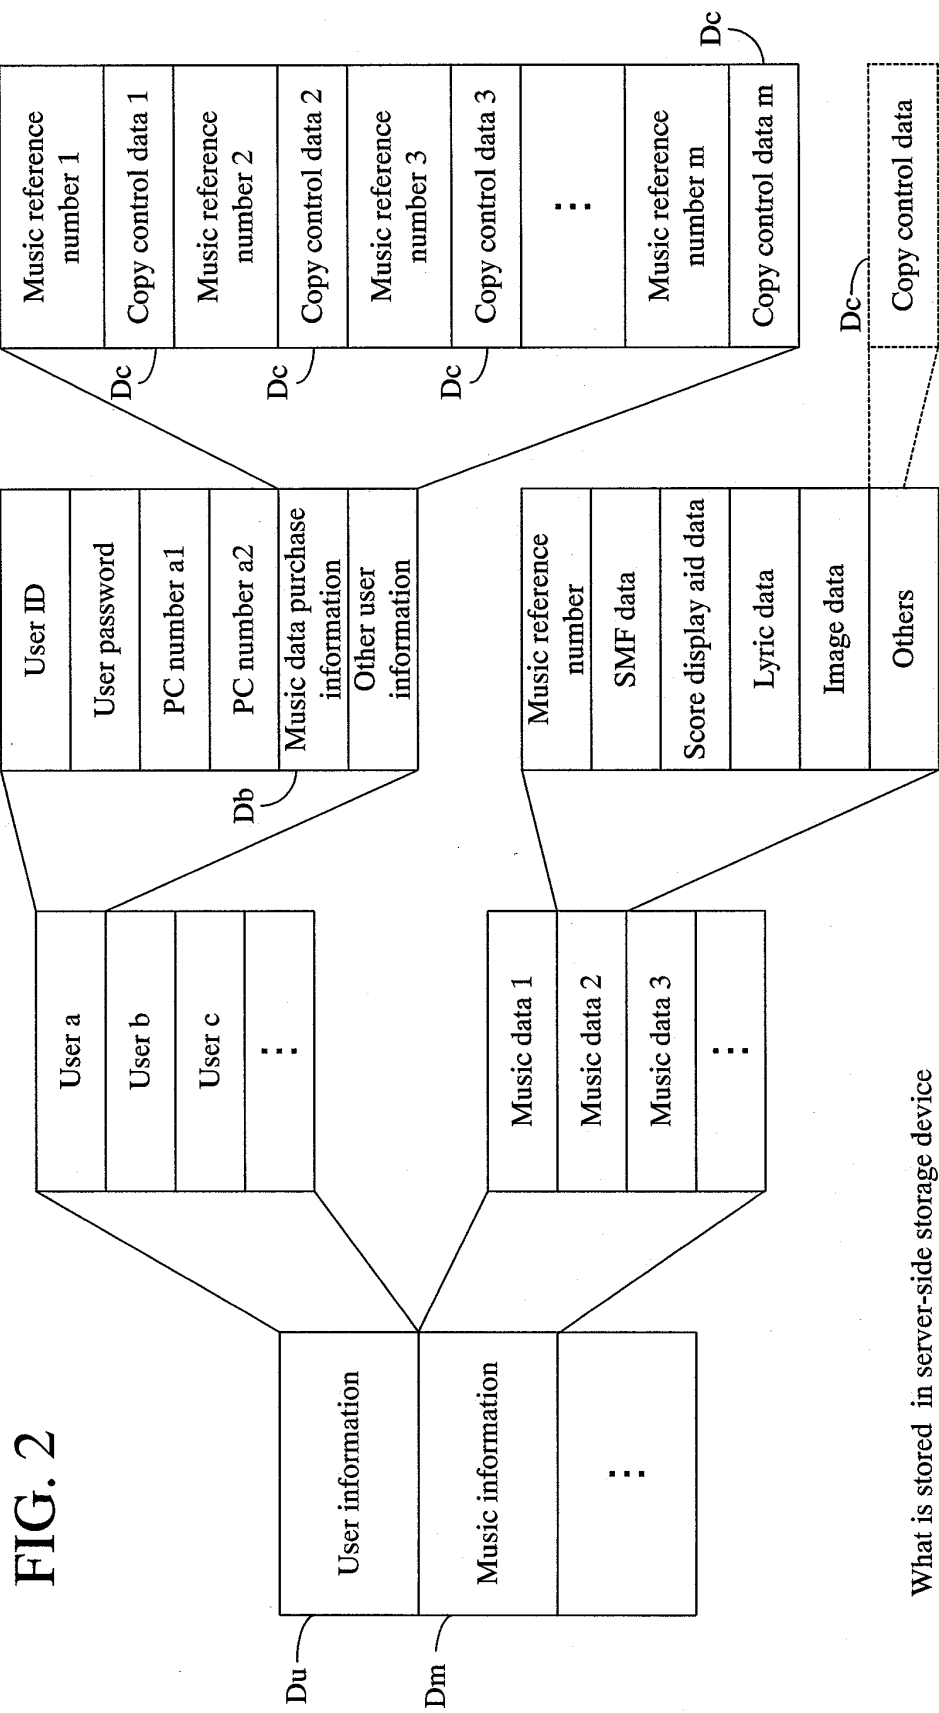 FIG. 2
Du
User information
Dm
Music information
⋮
User a
User b
User c
⋮
Music data 1
Music data 2
Music data 3
⋮
User ID
User password
PC number a1
PC number a2
Db
Music data purchase
information
Other user
information
Music reference
number
SMF data
Score display aid data
Lyric data
Image data
Others
Music reference
number 1
Dc
Copy control data 1
Music reference
number 2
Dc
Copy control data 2
Music reference
number 3
Dc
Copy control data 3
⋮
Music reference
number m
Copy control data m
Dc
Dc
Copy control data
What is stored in server-side storage device